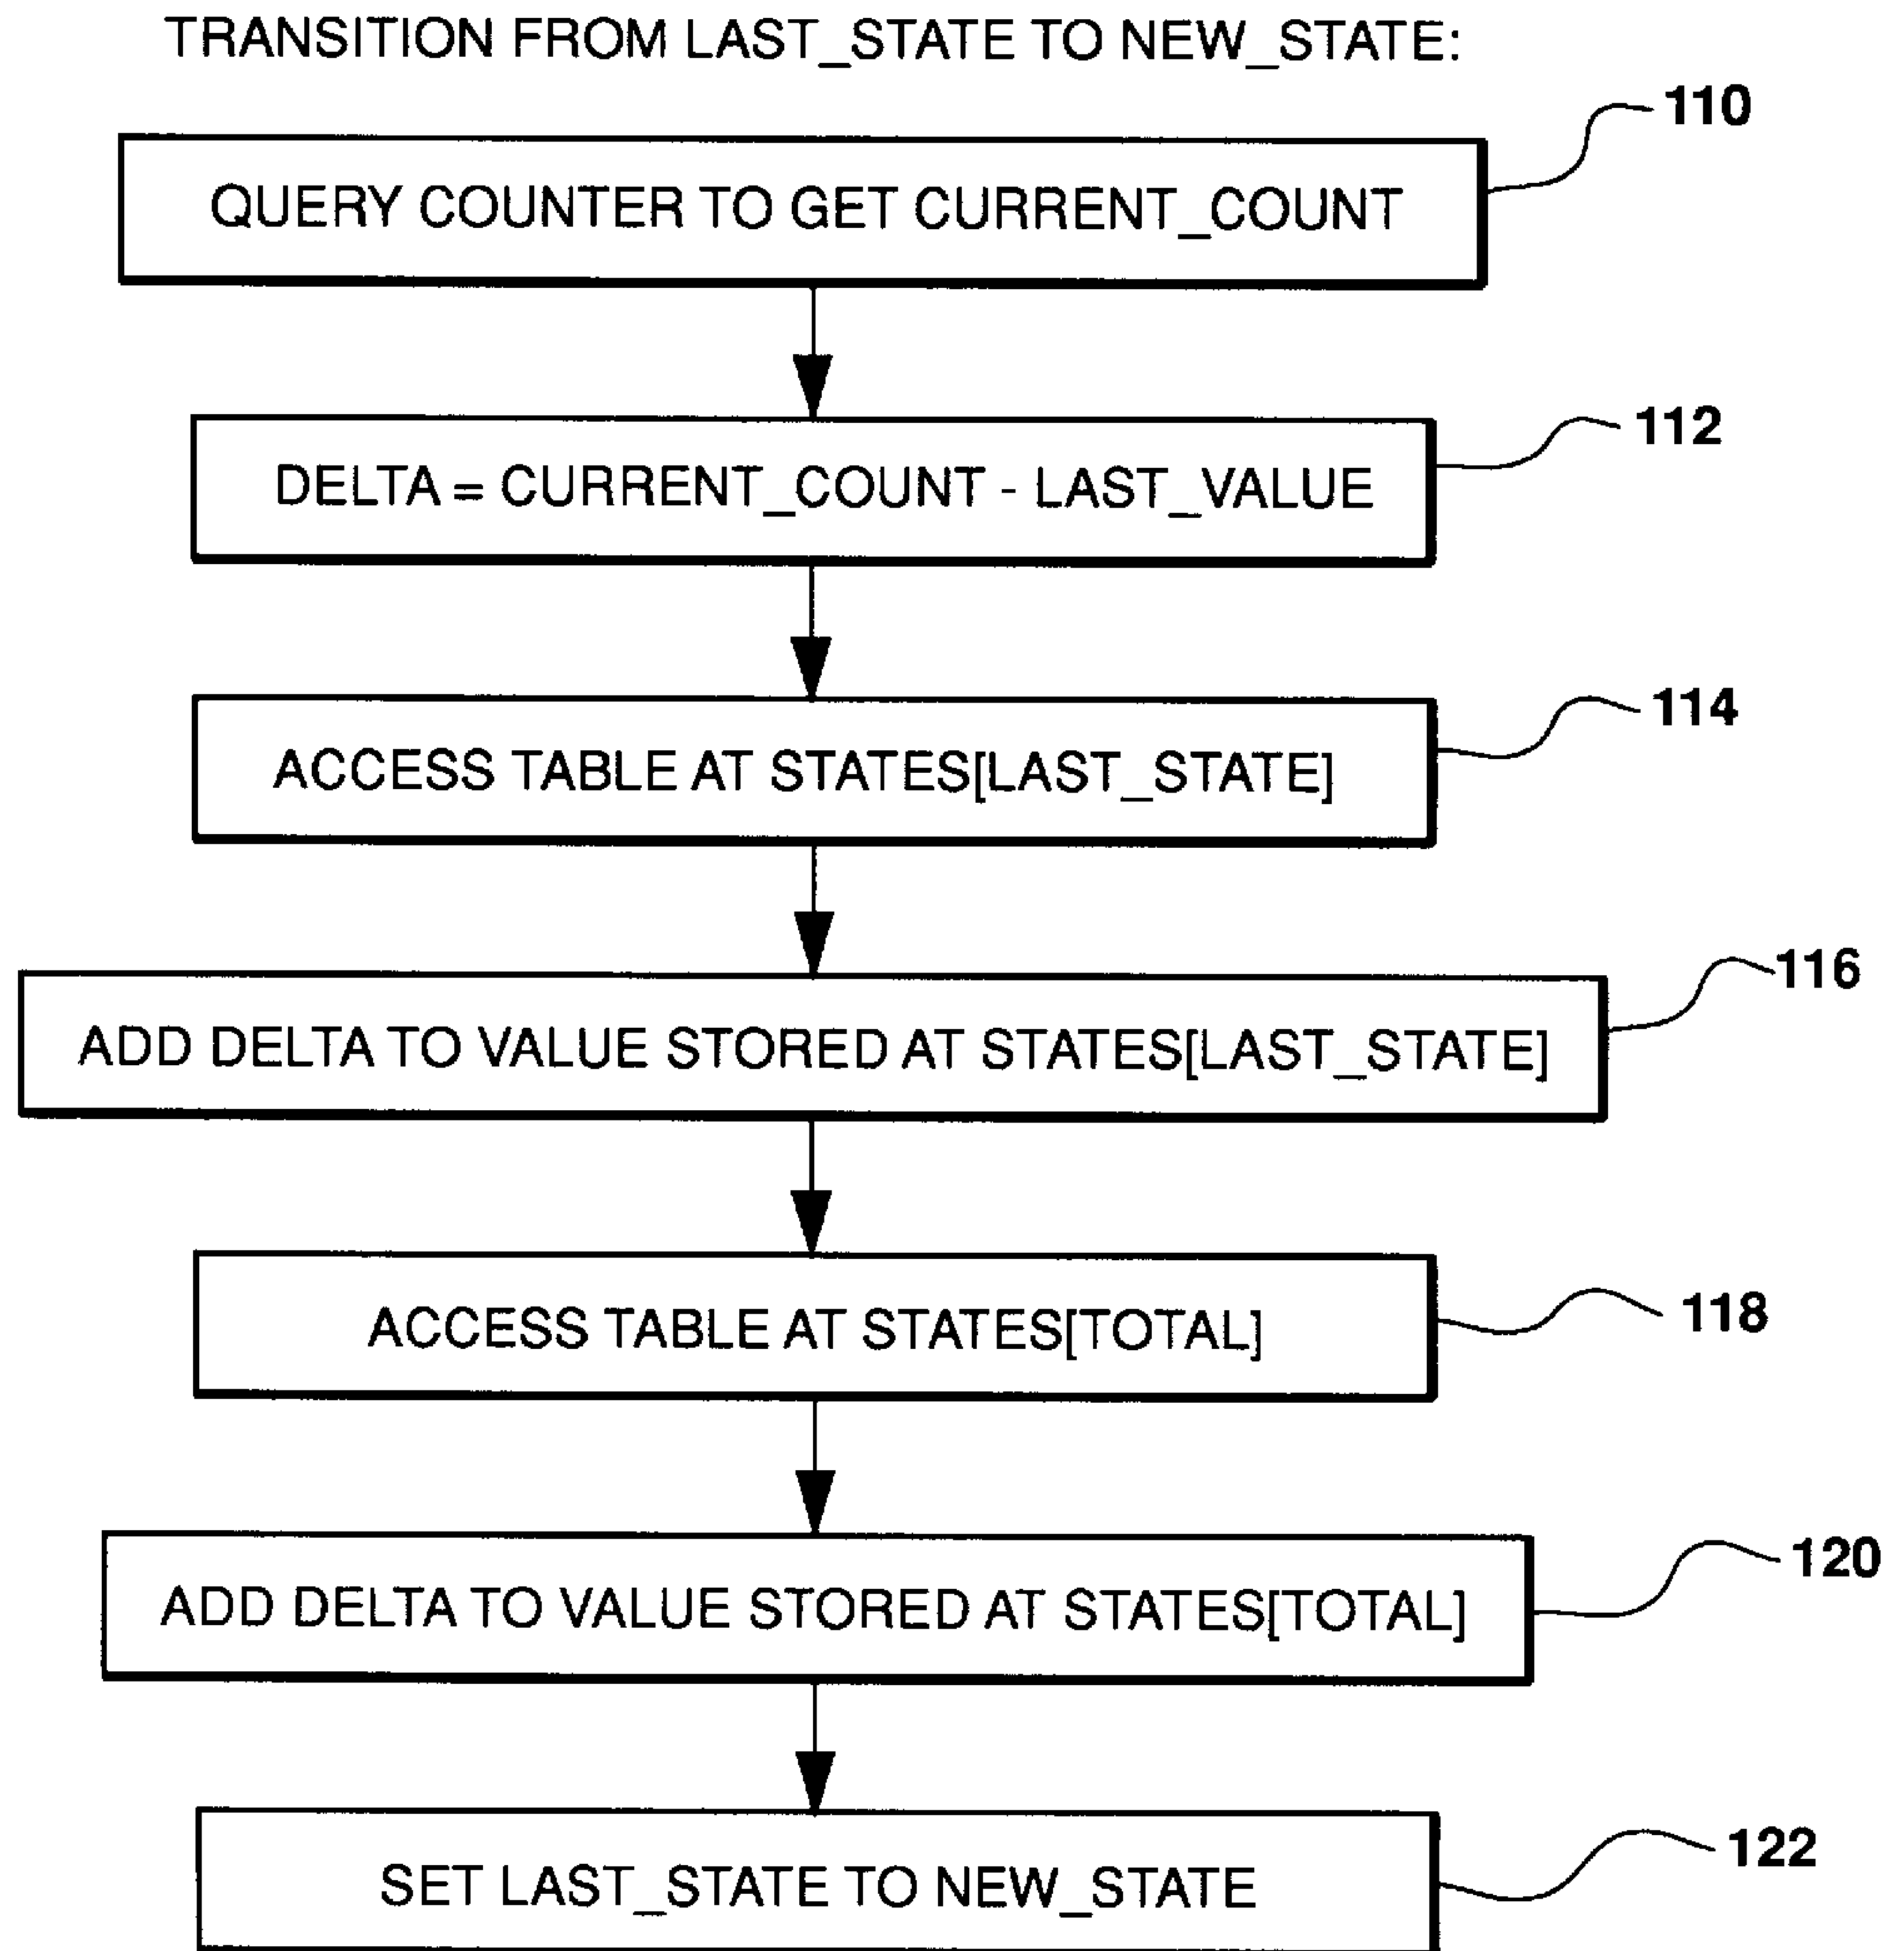 TRANSITION FROM LAST_STATE TO NEW_STATE:
110
QUERY COUNTER TO GET CURRENT_COUNT
112
DELTA = CURRENT_COUNT - LAST_VALUE
114
ACCESS TABLE AT STATES[LAST_STATE]
116
ADD DELTA TO VALUE STORED AT STATES[LAST_STATE]
118
ACCESS TABLE AT STATES[TOTAL]
120
ADD DELTA TO VALUE STORED AT STATES[TOTAL]
122
SET LAST_STATE TO NEW_STATE